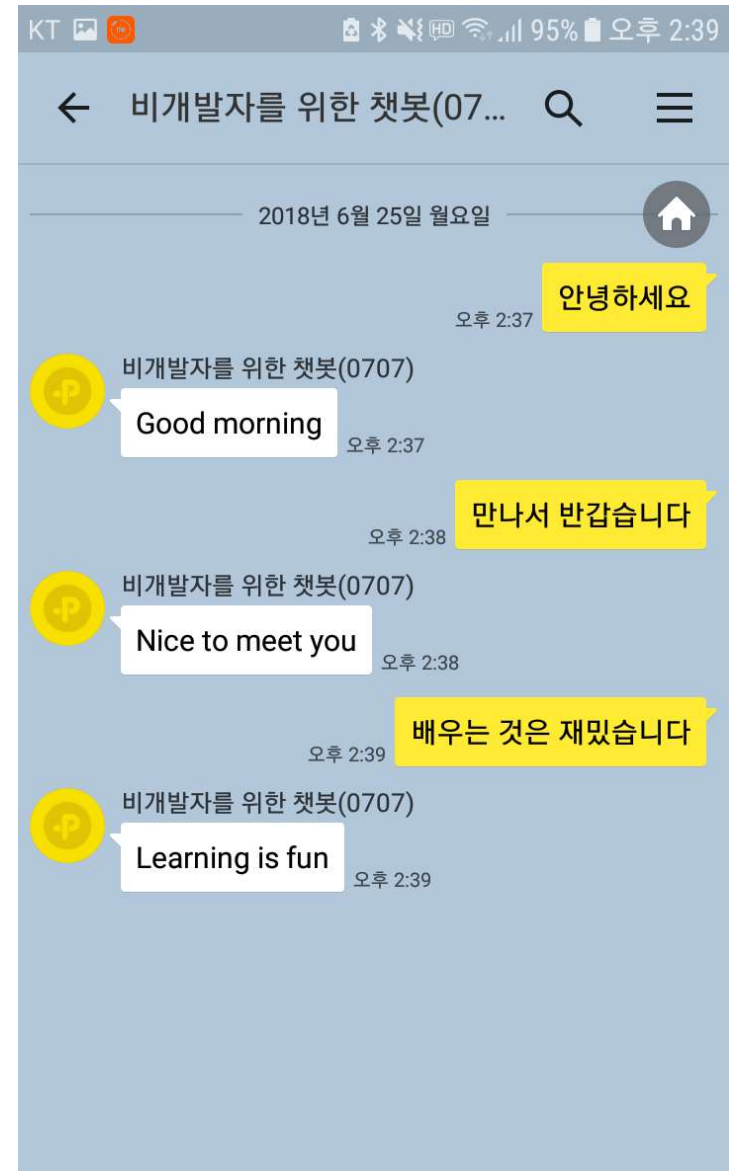 KT 95% 오후 2:39
비개발자를 위한 챗봇(07...
2018년 6월 25일 월요일
안녕하세요
오후 2:37
비개발자를 위한 챗봇(0707)
Good morning
오후 2:37
만나서 반갑습니다
오후 2:38
비개발자를 위한 챗봇(0707)
Nice to meet you
오후 2:38
배우는 것은 재밌습니다
오후 2:39
비개발자를 위한 챗봇(0707)
Learning is fun
오후 2:39